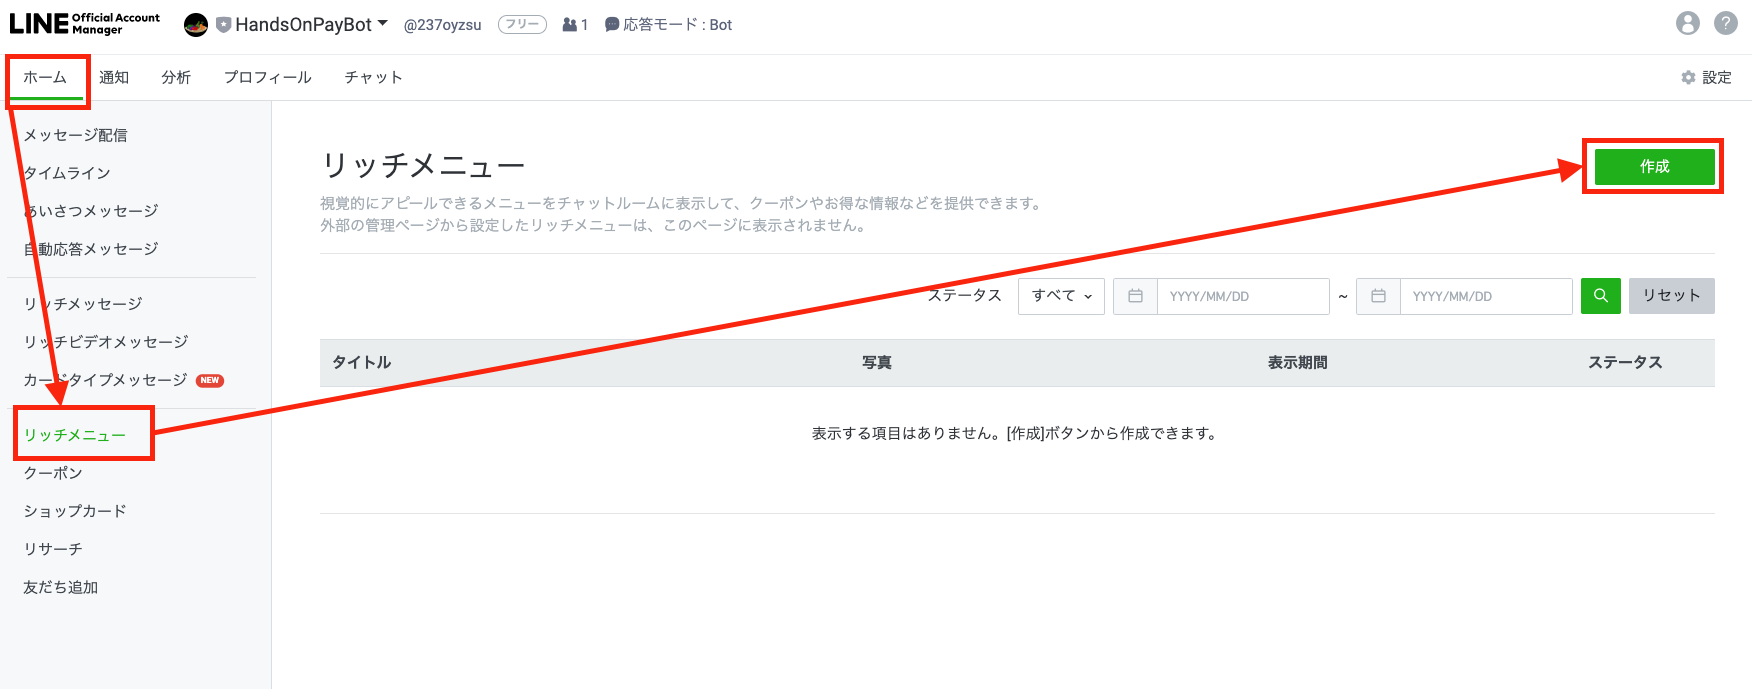 LINE Official Account Manager
HandsOnPayBot @237oyzsu フリー 1 応答モード : Bot
ホーム 通知 分析 プロフィール チャット 設定
メッセージ配信
タイムライン
あいさつメッセージ
自動応答メッセージ
リッチメッセージ
リッチビデオメッセージ
カードタイプメッセージ NEW
リッチメニュー
クーポン
ショップカード
リサーチ
友だち追加
リッチメニュー
作成
視覚的にアピールできるメニューをチャットルームに表示して、クーポンやお得な情報などを提供できます。
外部の管理ページから設定したリッチメニューは、このページに表示されません。
ステータス すべて YYYY/MM/DD ~ YYYY/MM/DD リセット
タイトル 写真 表示期間 ステータス
表示する項目はありません。[作成]ボタンから作成できます。